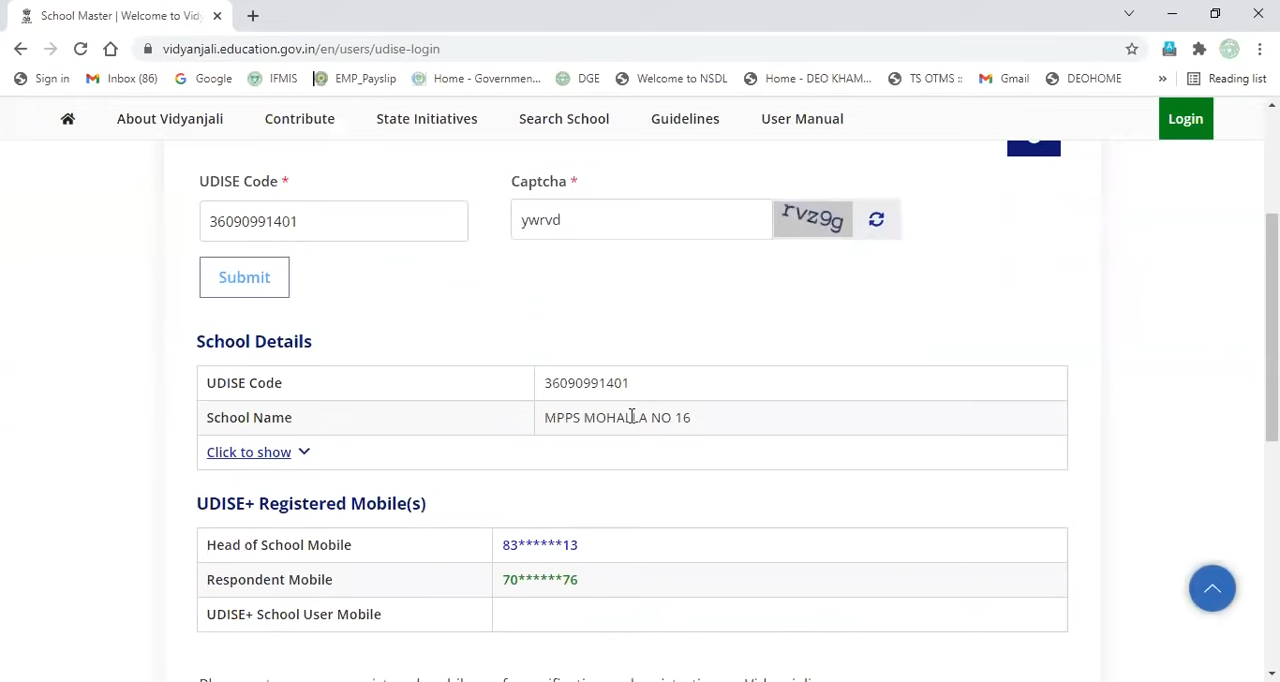 School Master | Welcome to Vidy
vidyanjali.education.gov.in/en/users/udise-login
Sign in Inbox (86) Google IFMIS EMP_Payslip Home - Governmen... DGE Welcome to NSDL Home - DEO KHAM... TS OTMS :: Gmail DEOHOME » Reading list
About Vidyanjali Contribute State Initiatives Search School Guidelines User Manual Login
UDISE Code * Captcha *
36090991401 ywrvd rvz9g
Submit
School Details
UDISE Code 36090991401
School Name MPPS MOHALLA NO 16
Click to show
UDISE+ Registered Mobile(s)
Head of School Mobile 83******13
Respondent Mobile 70******76
UDISE+ School User Mobile